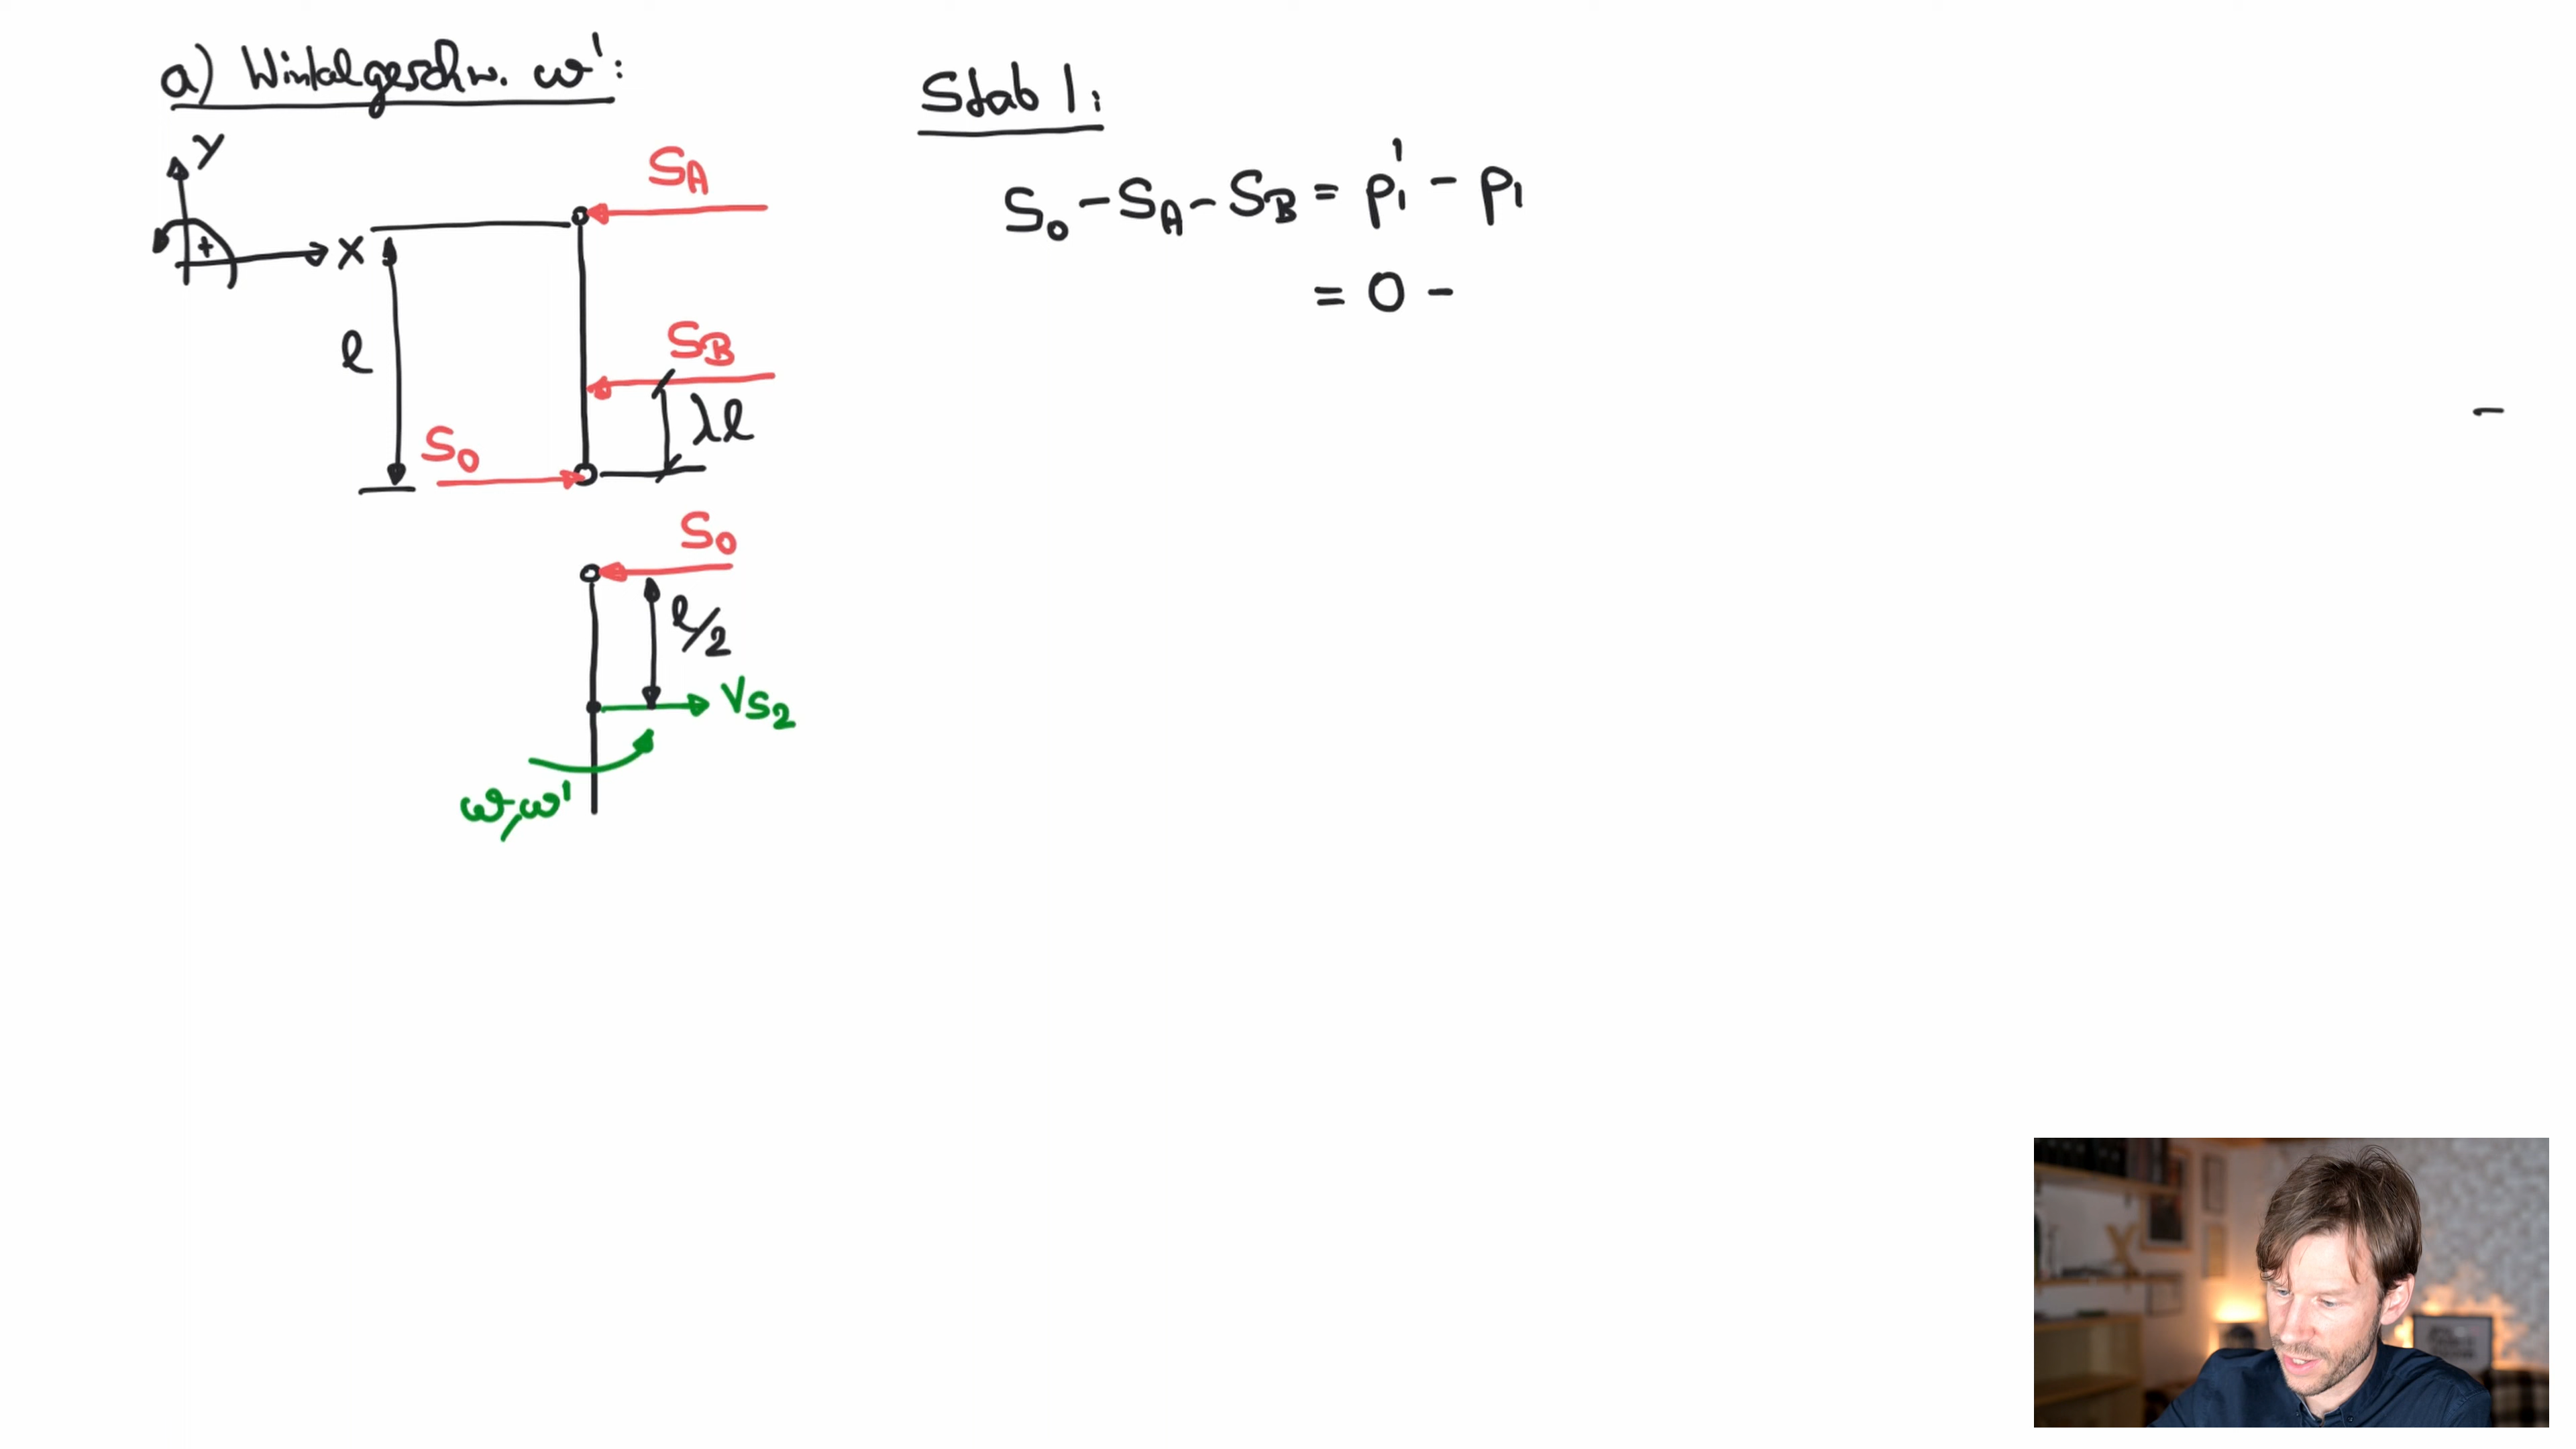 a) Winkelgeschw. ω':
y
+
x
l
S_A
S_B
λl
S_0
S_0
l/2
v_S2
ω, ω'
Stab 1:
S_0 - S_A - S_B = p_1' - p_1
= 0 -
-